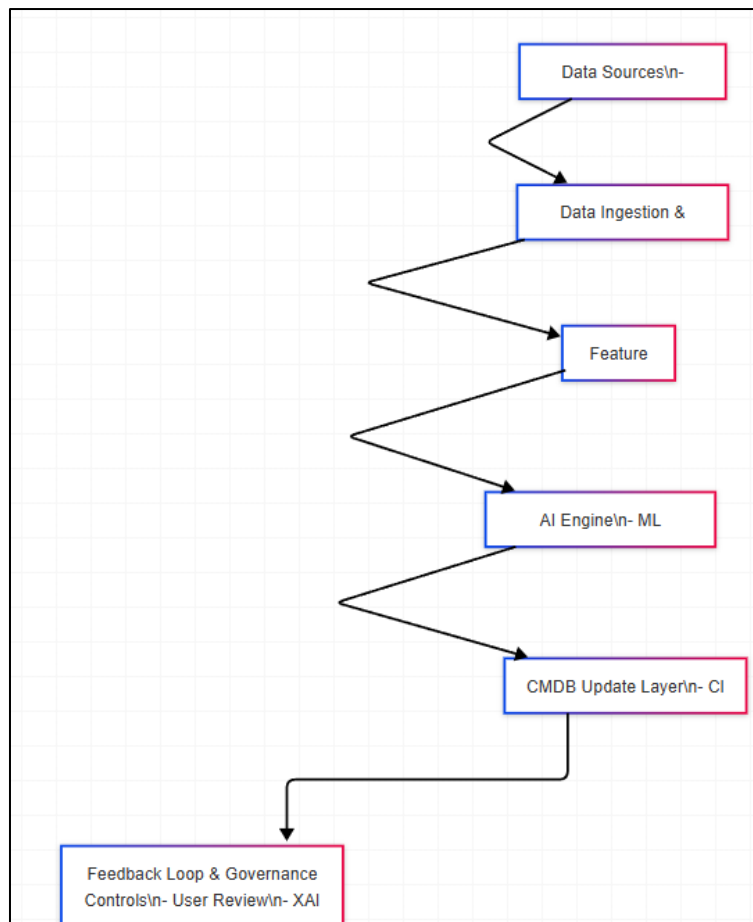 Data Sources\n-
Data Ingestion &
Feature
AI Engine\n- ML
CMDB Update Layer\n- CI
Feedback Loop & Governance
Controls\n- User Review\n- XAI